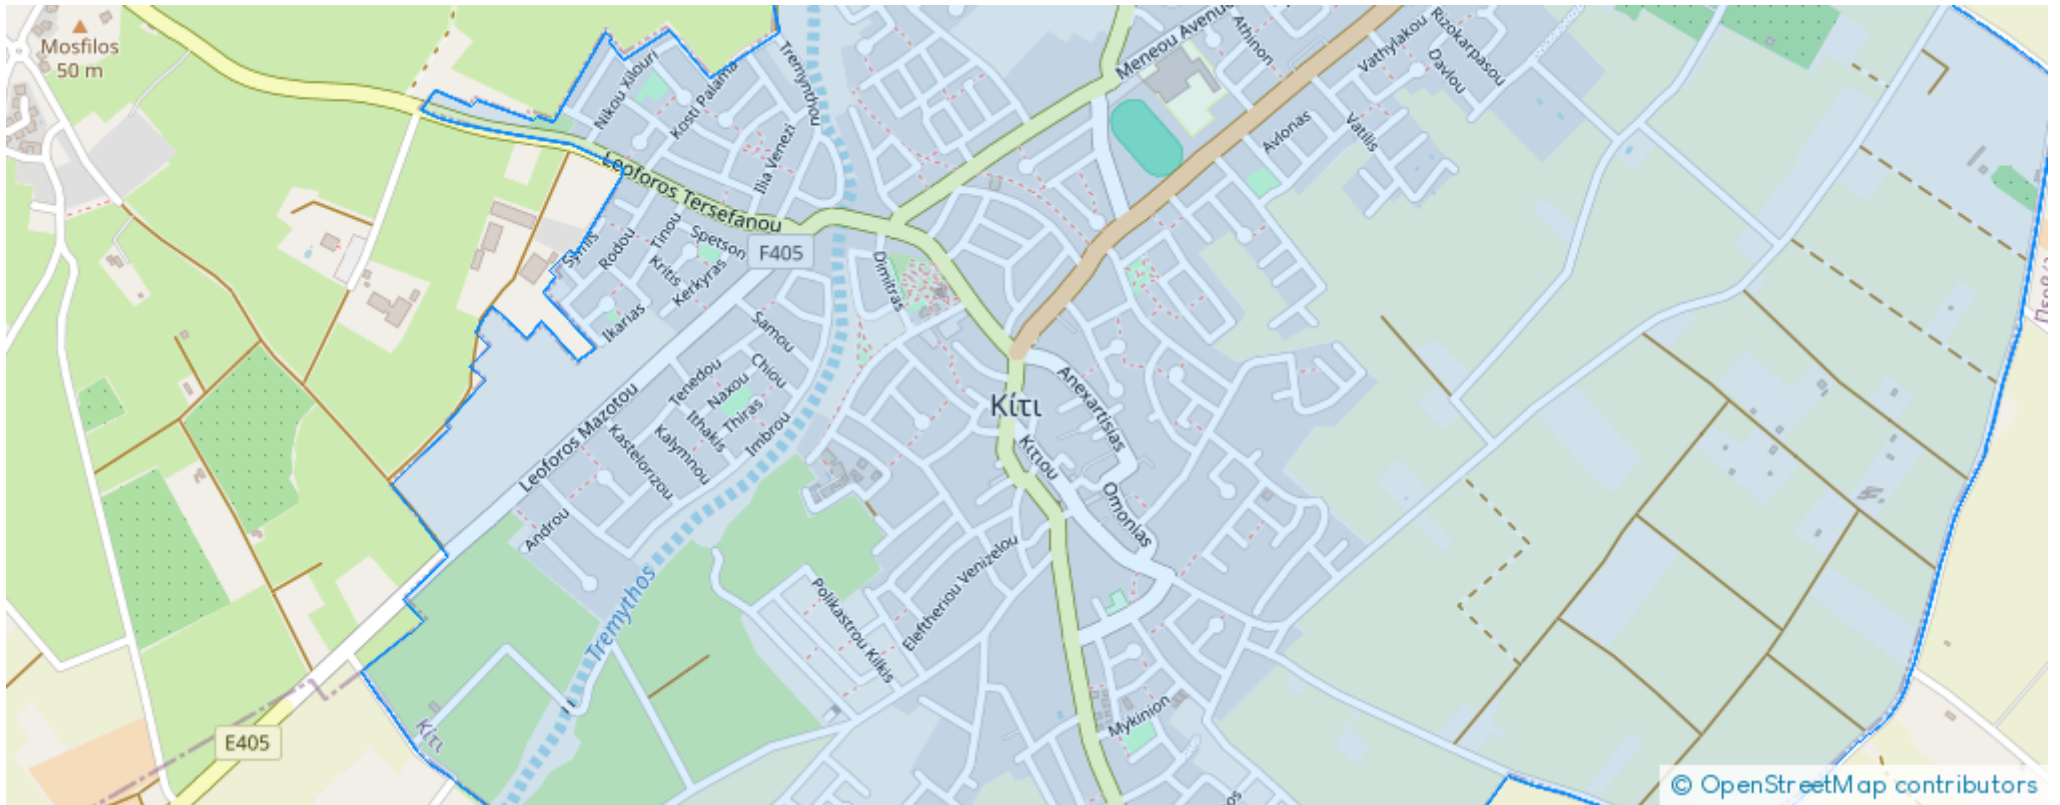 Mosfilos
50 m
Nikou Xilouri
Kosti Palama
Tremynthou
Ilia Venezi
Meneou Avenue
Athinon
Vathylakou
Rizokarpasou
Davlou
Avlonas
Vatilis
Leoforos Tersefanou
F405
Symis
Rodou
Tinou
Spetson
Kritis
Kerkyras
Ikarias
Dimitras
Samou
Chiou
Tenedou
Naxou
Thiras
Ithakis
Imbrou
Kalymnou
Kastelorizou
Leoforos Mazotou
Androu
Κίτι
Anexartisias
Κιτίου
Omonias
Eleftheriou Venizelou
Polikastrou Kilkis
Tremythos
Mykinion
Κίτι
E405
© OpenStreetMap contributors